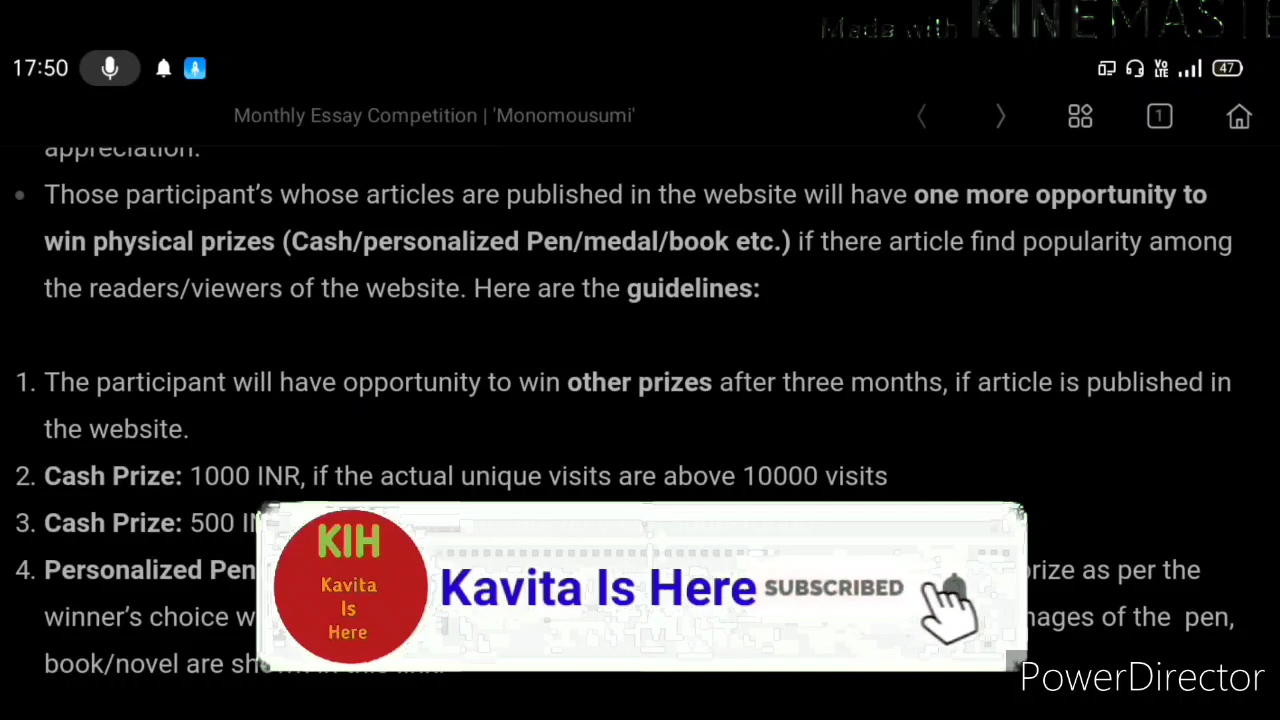 Made with KINEMASTE
17:50
VoLTE 47
Monthly Essay Competition | 'Monomousumi'
1
appreciation.
Those participant's whose articles are published in the website will have one more opportunity to
win physical prizes (Cash/personalized Pen/medal/book etc.) if there article find popularity among
the readers/viewers of the website. Here are the guidelines:
1. The participant will have opportunity to win other prizes after three months, if article is published in
the website.
2. Cash Prize: 1000 INR, if the actual unique visits are above 10000 visits
3. Cash Prize: 500
4. Personalized Pen as per the
winner's choice of the pen,
book/novel are
KIH
Kavita
Is
Here
Kavita Is Here SUBSCRIBED
PowerDirector